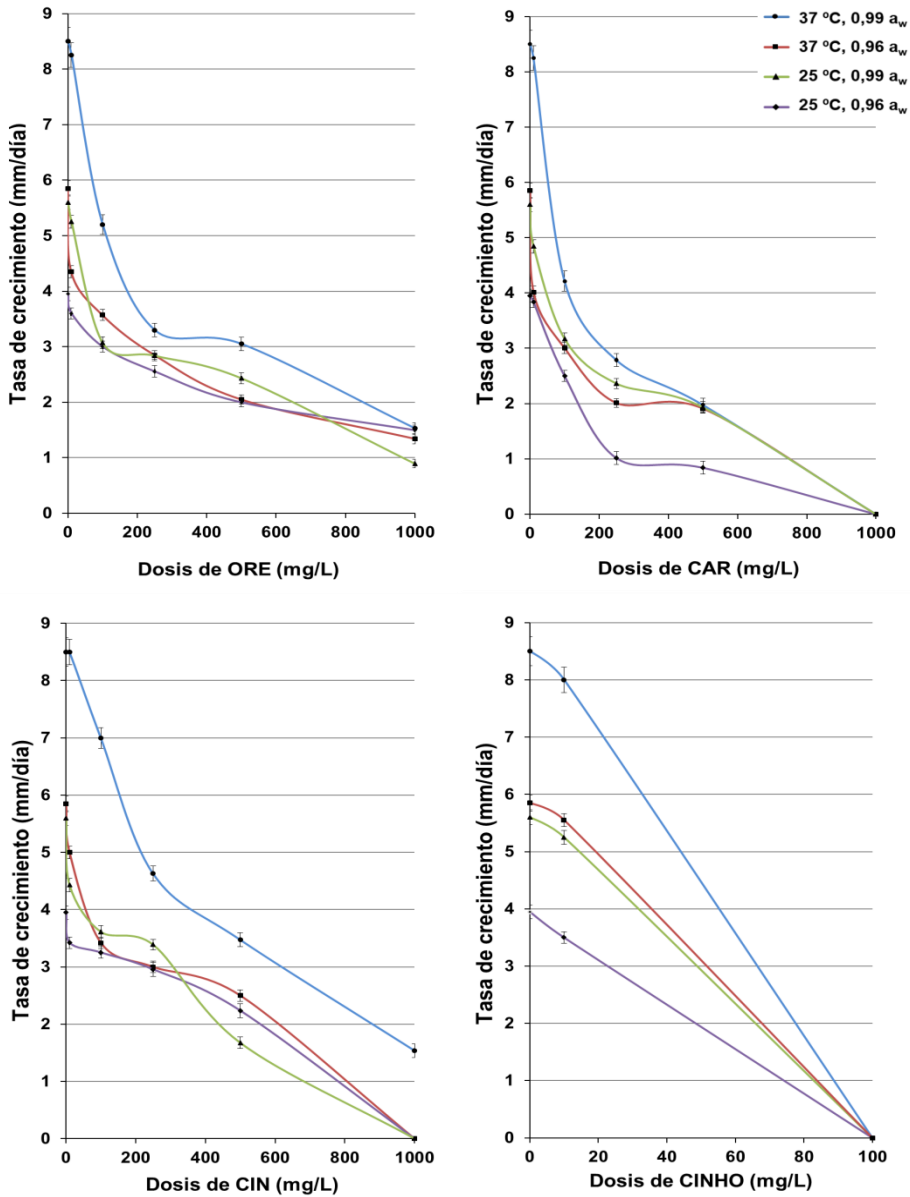 9
8
7
6
5
4
3
2
1
0
Tasa de crecimiento (mm/día)
0 200 400 600 800 1000
Dosis de ORE (mg/L)
9
8
7
6
5
4
3
2
1
0
Tasa de crecimiento (mm/día)
0 200 400 600 800 1000
Dosis de CAR (mg/L)
37 ºC, 0,99 aw
37 ºC, 0,96 aw
25 ºC, 0,99 aw
25 ºC, 0,96 aw
9
8
7
6
5
4
3
2
1
0
Tasa de crecimiento (mm/día)
0 200 400 600 800 1000
Dosis de CIN (mg/L)
9
8
7
6
5
4
3
2
1
0
Tasa de crecimiento (mm/día)
0 20 40 60 80 100
Dosis de CINHO (mg/L)